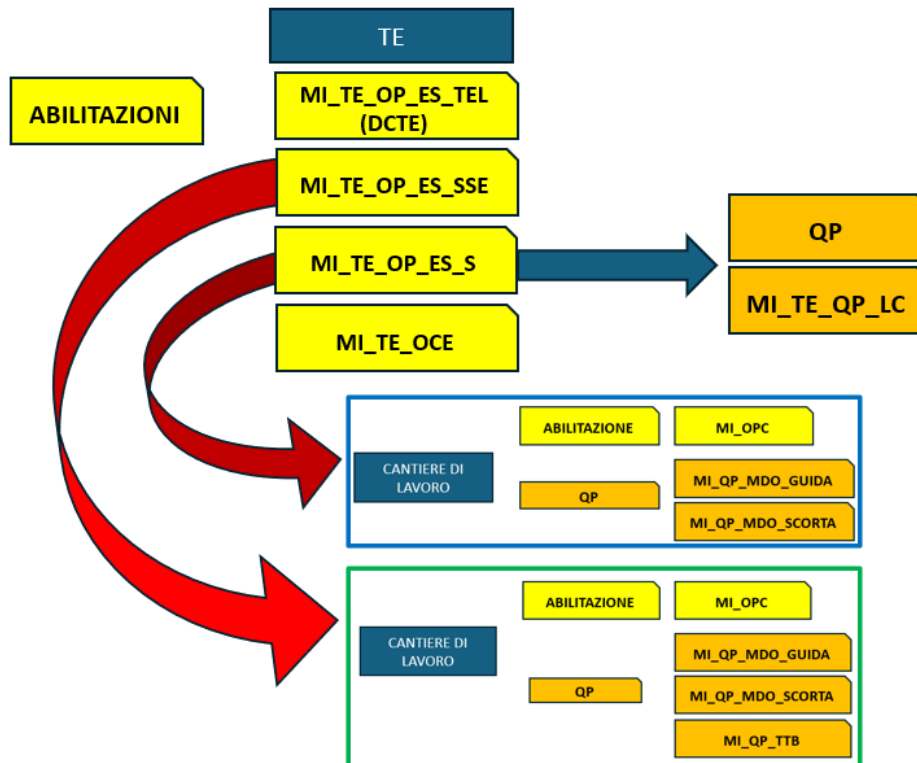 TE
ABILITAZIONI
MI_TE_OP_ES_TEL
(DCTE)
MI_TE_OP_ES_SSE
MI_TE_OP_ES_S
MI_TE_OCE
QP
MI_TE_QP_LC
CANTIERE DI
LAVORO
ABILITAZIONE
MI_OPC
QP
MI_QP_MDO_GUIDA
MI_QP_MDO_SCORTA
CANTIERE DI
LAVORO
ABILITAZIONE
MI_OPC
QP
MI_QP_MDO_GUIDA
MI_QP_MDO_SCORTA
MI_QP_TTB